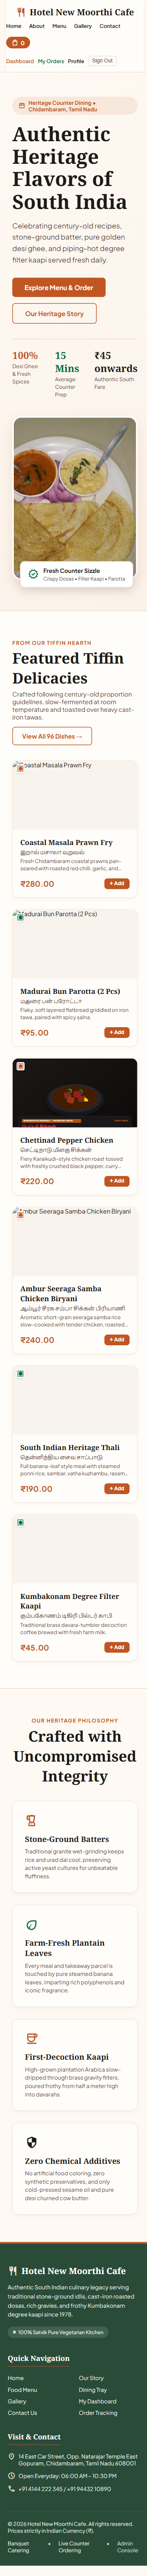 Hotel New Moorthi Cafe
Home About Menu Gallery Contact
0
Dashboard My Orders Profile Sign Out
Heritage Counter Dining •
Chidambaram, Tamil Nadu
Authentic
Heritage
Flavors of
South India
Celebrating century-old recipes,
stone-ground batter, pure golden
desi ghee, and piping-hot degree
filter kaapi served fresh daily.
Explore Menu & Order
Our Heritage Story
100%
Desi Ghee
& Fresh
Spices
15
Mins
Average
Counter
Prep
₹45
onwards
Authentic South
Fare
Fresh Counter Sizzle
Crispy Dosas • Filter Kaapi • Parotta
FROM OUR TIFFIN HEARTH
Featured Tiffin
Delicacies
Crafted following century-old proportion
guidelines, slow-fermented at room
temperature and toasted over heavy cast-
iron tawas.
View All 96 Dishes →
Coastal Masala Prawn Fry
Coastal Masala Prawn Fry
இறால் மசாலா வறுவல்
Fresh Chidambaram coastal prawns pan-
seared with roasted red chilli, garlic, and...
₹280.00
+ Add
Madurai Bun Parotta (2 Pcs)
Madurai Bun Parotta (2 Pcs)
மதுரை பன் பரோட்டா
Flaky, soft layered flatbread griddled on iron
tawa, paired with spicy salna.
₹95.00
+ Add
Chettinad Pepper Chicken
செட்டிநாடு மிளகு சிக்கன்
Fiery Karaikudi-style chicken roast tossed
with freshly crushed black pepper, curry...
₹220.00
+ Add
Ambur Seeraga Samba Chicken Biryani
Ambur Seeraga Samba
Chicken Biryani
ஆம்பூர் சீரக சம்பா சிக்கன் பிரியாணி
Aromatic short-grain seeraga samba rice
slow-cooked with tender chicken, roasted...
₹240.00
+ Add
South Indian Heritage Thali
தென்னிந்திய சைவ சாப்பாடு
Full banana-leaf style meal with steamed
ponni rice, sambar, vatha kuzhambu, rasam...
₹190.00
+ Add
Kumbakonam Degree Filter
Kaapi
கும்பகோணம் டிகிரி பில்டர் காபி
Traditional brass davara-tumbler decoction
coffee brewed with fresh farm milk.
₹45.00
+ Add
OUR HERITAGE PHILOSOPHY
Crafted with
Uncompromised
Integrity
Stone-Ground Batters
Traditional granite wet-grinding keeps
rice and urad dal cool, preserving
active yeast cultures for unbeatable
fluffiness.
Farm-Fresh Plantain
Leaves
Every meal and takeaway parcel is
touched by pure steamed banana
leaves, imparting polyphenols and
iconic fragrance.
First-Decoction Kaapi
High-grown plantation Arabica slow-
dripped through brass gravity filters,
poured frothy from half a meter high
into davarahs.
Zero Chemical Additives
No artificial food coloring, zero
synthetic preservatives, and only
cold-pressed sesame oil and pure
desi churned cow butter.
Hotel New Moorthi Cafe
Authentic South Indian culinary legacy serving
traditional stone-ground idlis, cast-iron roasted
dosas, rich gravies, and frothy Kumbakonam
degree kaapi since 1978.
100% Satvik Pure Vegetarian Kitchen
Quick Navigation
Home Our Story
Food Menu Dining Tray
Gallery My Dashboard
Contact Us Order Tracking
Visit & Contact
14 East Car Street, Opp. Natarajar Temple East
Gopuram, Chidambaram, Tamil Nadu 608001
Open Everyday: 06:00 AM – 10:30 PM
+91 4144 222 345 / +91 94432 10890
© 2026 Hotel New Moorthi Cafe. All rights reserved.
Prices strictly in Indian Currency (₹).
Banquet Catering • Live Counter Ordering • Admin Console